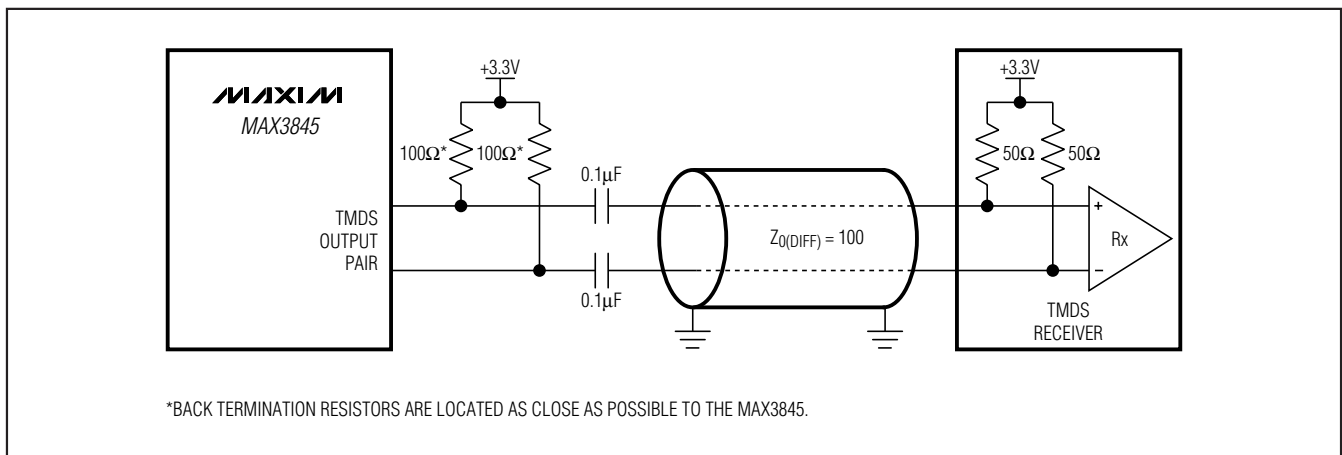 +3.3V
+3.3V
MAXIM
MAX3845
100Ω*
100Ω*
50Ω
50Ω
0.1μF
TMDS
OUTPUT
PAIR
Z0(DIFF) = 100
+
Rx
−
0.1μF
TMDS
RECEIVER
*BACK TERMINATION RESISTORS ARE LOCATED AS CLOSE AS POSSIBLE TO THE MAX3845.